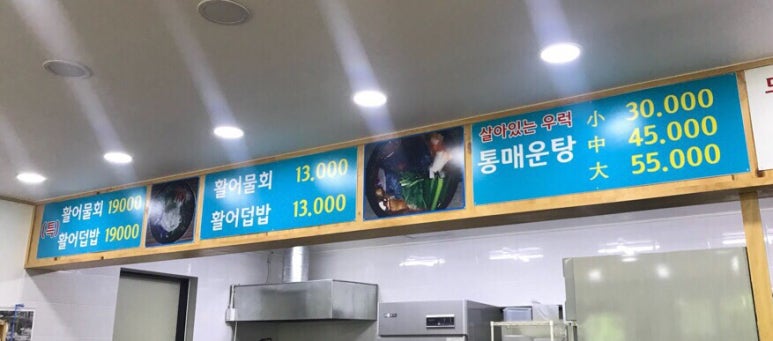 (특) 활어물회 19000
활어덥밥 19000
활어물회 13.000
활어덥밥 13.000
살아있는 우럭
통매운탕
小 30.000
中 45.000
大 55.000